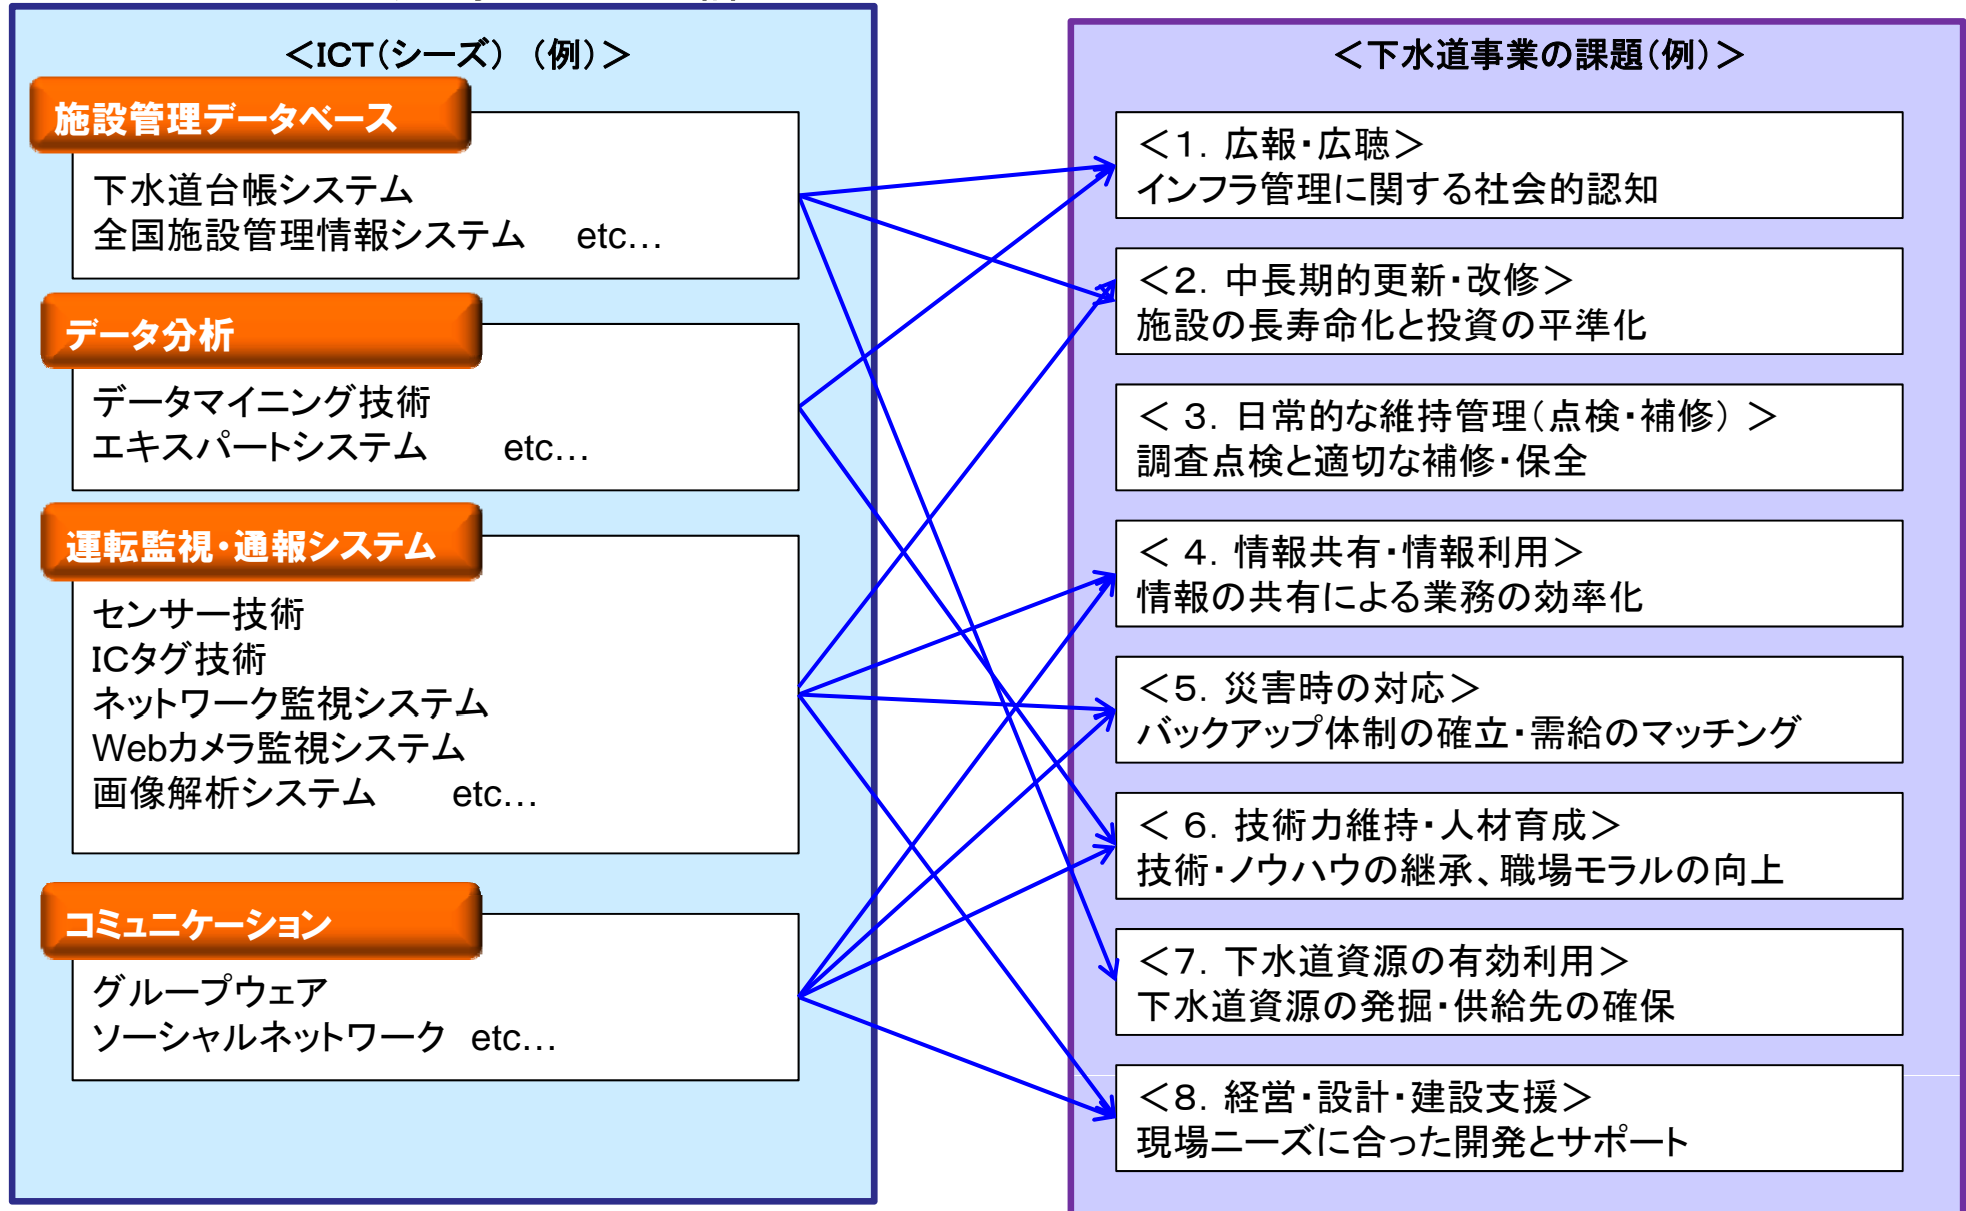 ＜ICT（シーズ）（例）＞
施設管理データベース
下水道台帳システム
全国施設管理情報システム　etc…
データ分析
データマイニング技術
エキスパートシステム　etc…
運転監視・通報システム
センサー技術
ICタグ技術
ネットワーク監視システム
Webカメラ監視システム
画像解析システム　etc…
コミュニケーション
グループウェア
ソーシャルネットワーク　etc…
＜下水道事業の課題（例）＞
＜1．広報・広聴＞
インフラ管理に関する社会的認知
＜2．中長期的更新・改修＞
施設の長寿命化と投資の平準化
＜ 3．日常的な維持管理（点検・補修） ＞
調査点検と適切な補修・保全
＜ 4．情報共有・情報利用＞
情報の共有による業務の効率化
＜5．災害時の対応＞
バックアップ体制の確立・需給のマッチング
＜ 6．技術力維持・人材育成＞
技術・ノウハウの継承、職場モラルの向上
＜7．下水道資源の有効利用＞
下水道資源の発掘・供給先の確保
＜8．経営・設計・建設支援＞
現場ニーズに合った開発とサポート